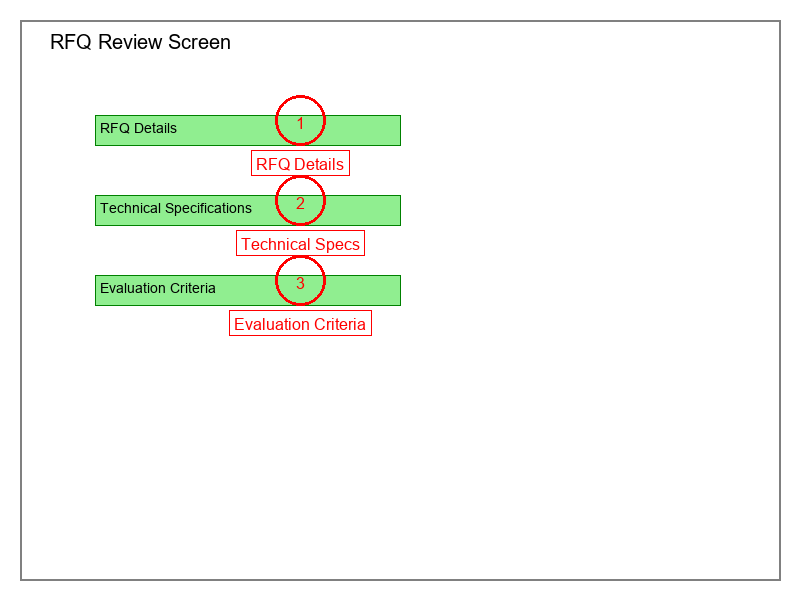 RFQ Review Screen
1
RFQ Details
RFQ Details
2
Technical Specifications
Technical Specs
3
Evaluation Criteria
Evaluation Criteria